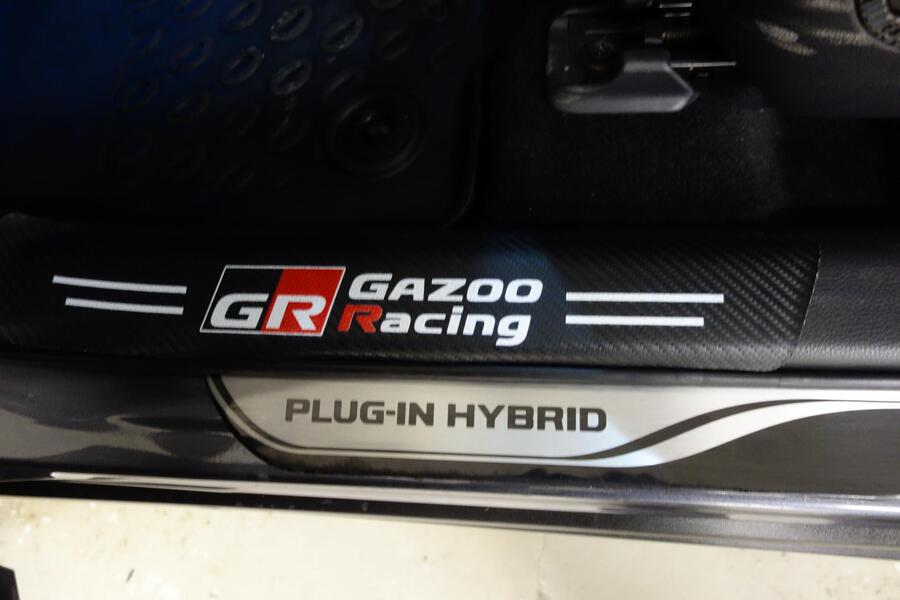 GR GAZOO
Racing
PLUG-IN HYBRID